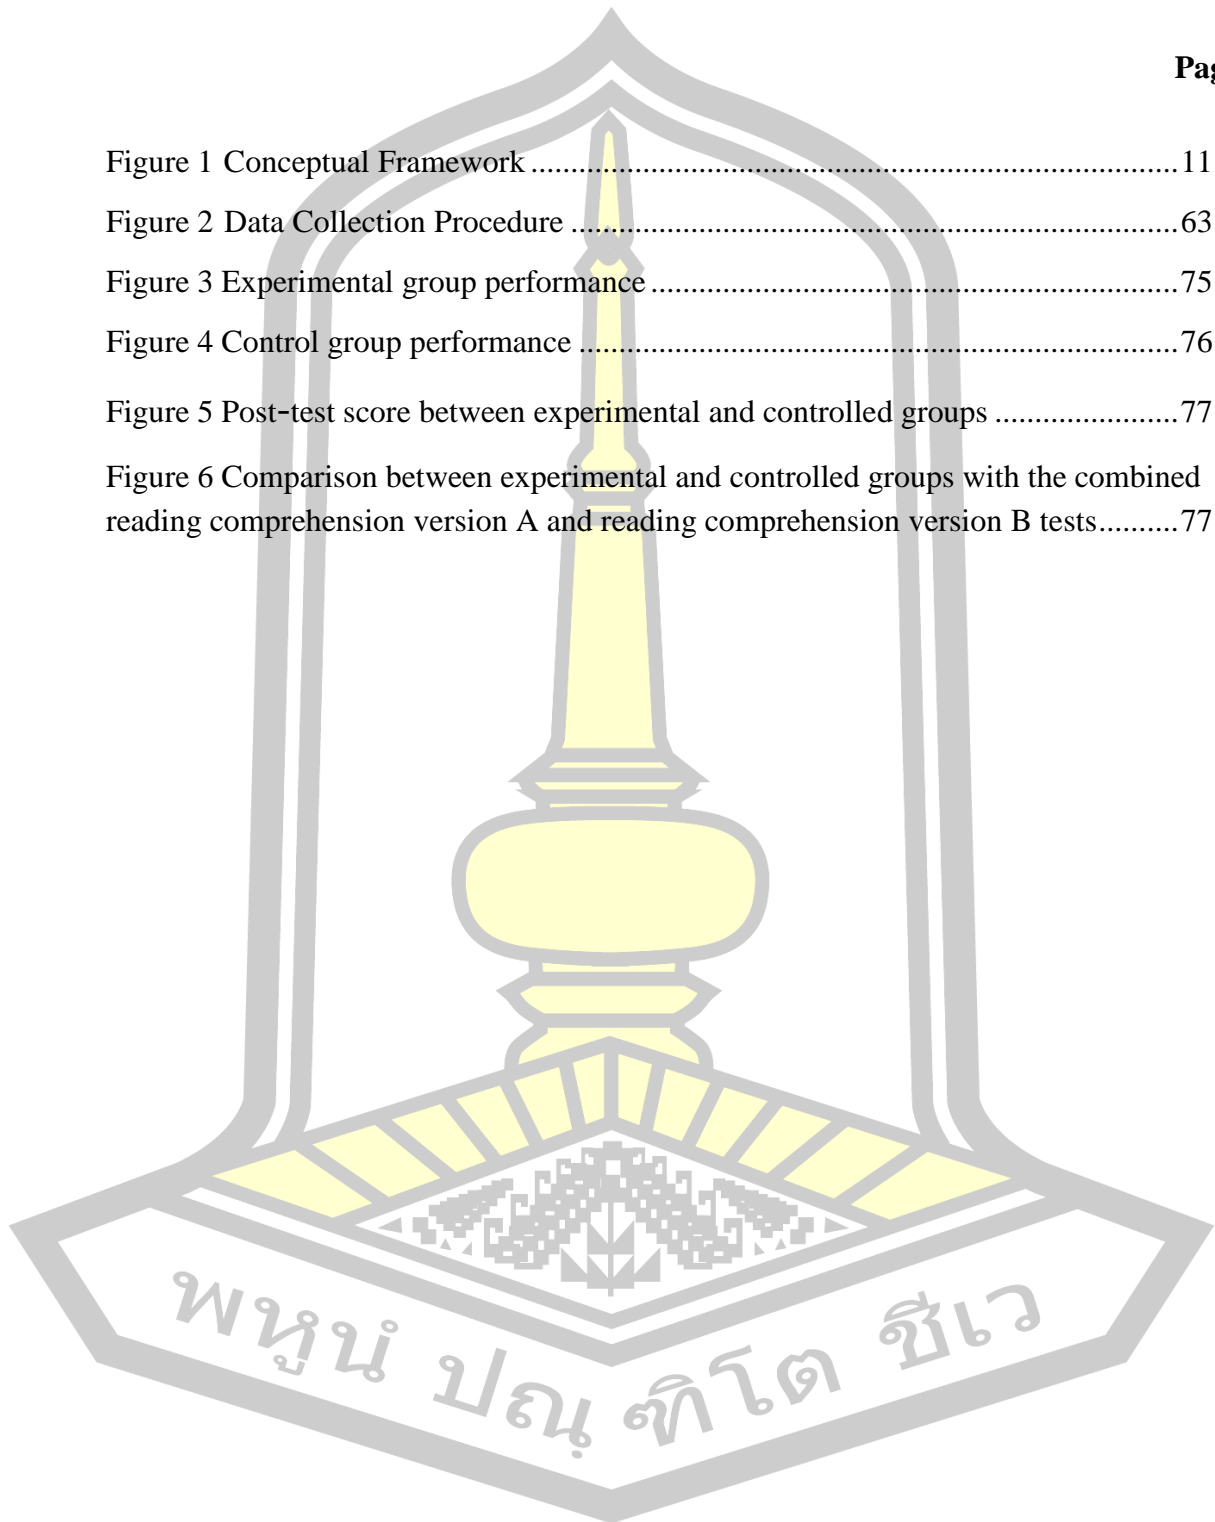 Pag
Figure 1 Conceptual Framework ........................................................................ 11
Figure 2 Data Collection Procedure .................................................................... 63
Figure 3 Experimental group performance ........................................................... 75
Figure 4 Control group performance ................................................................... 76
Figure 5 Post-test score between experimental and controlled groups ....................... 77
Figure 6 Comparison between experimental and controlled groups with the combined
reading comprehension version A and reading comprehension version B tests .......... 77
พหูนํ ปณฺ ฑิโต ชีเว